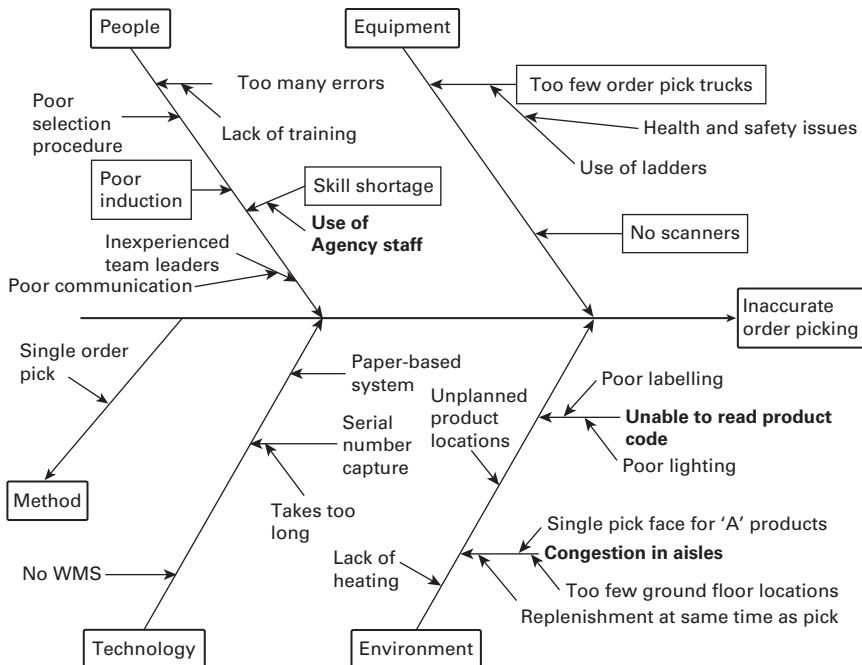 People
Equipment
Too many errors
Too few order pick trucks
Poor
selection
procedure
Lack of training
Health and safety issues
Use of ladders
Poor
induction
Skill shortage
Use of
Agency staff
No scanners
Inexperienced
team leaders
Poor communication
Inaccurate
order picking
Single order
pick
Paper-based
system
Unplanned
product
locations
Poor labelling
Unable to read product
code
Serial
number
capture
Poor lighting
Method
Takes too
long
Single pick face for ‘A’ products
Congestion in aisles
Lack of
heating
No WMS
Too few ground floor locations
Replenishment at same time as pick
Technology
Environment